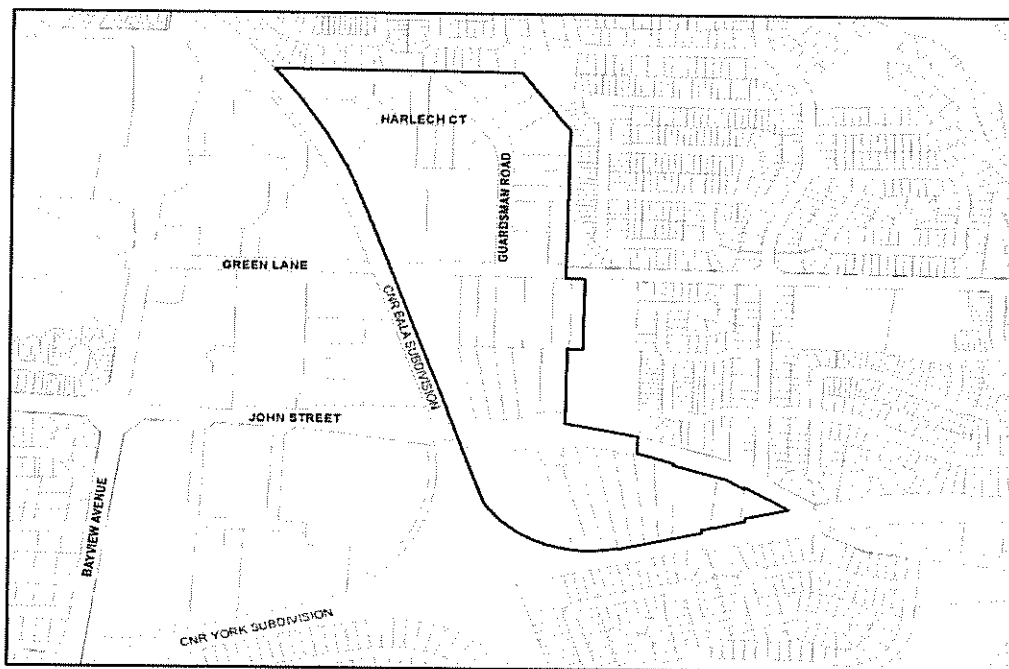 HARLECH CT
GUARDSMAN ROAD
GREEN LANE
CNR BALA SUBDIVISION
JOHN STREET
BAYVIEW AVENUE
CNR YORK SUBDIVISION